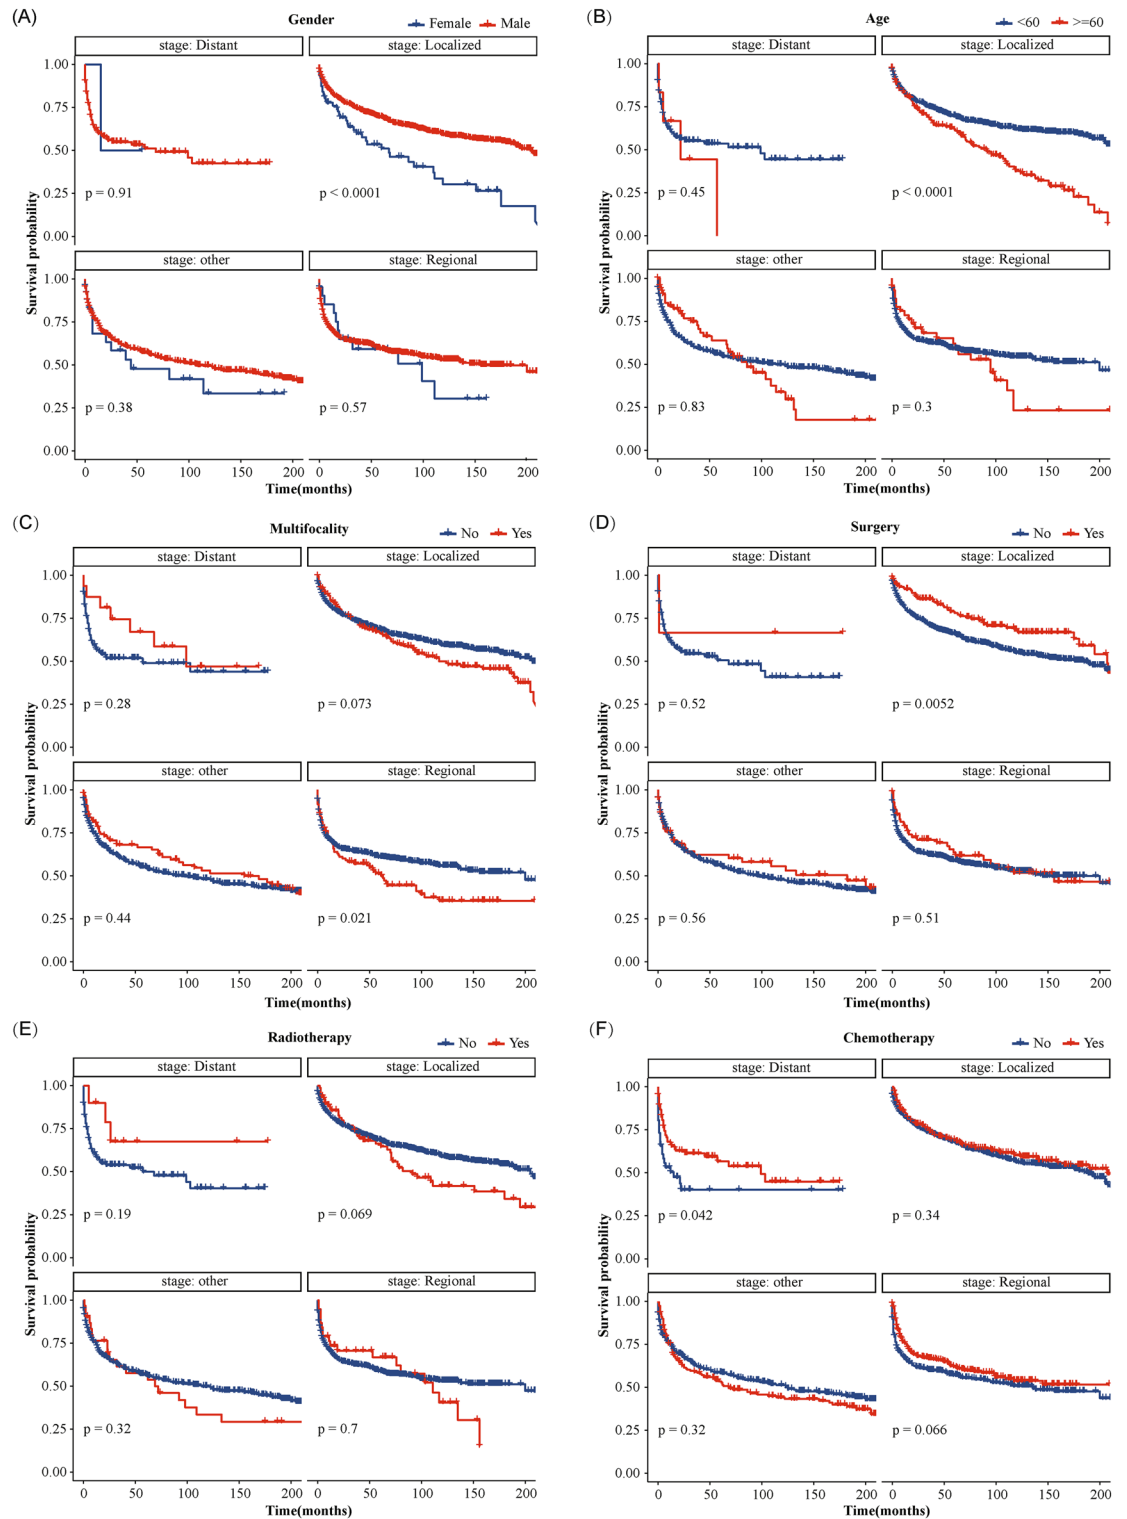 (A) Gender Female Male
stage: Distant stage: Localized
Survival probability
1.00
0.75
0.50
0.25
0.00
p = 0.91 p < 0.0001
stage: other stage: Regional
1.00
0.75
0.50
0.25
0.00
p = 0.38 p = 0.57
0 50 100 150 200 0 50 100 150 200
Time(months)
(B) Age <60 >=60
stage: Distant stage: Localized
Survival probability
1.00
0.75
0.50
0.25
0.00
p = 0.45 p < 0.0001
stage: other stage: Regional
1.00
0.75
0.50
0.25
0.00
p = 0.83 p = 0.3
0 50 100 150 200 0 50 100 150 200
Time(months)
(C) Multifocality No Yes
stage: Distant stage: Localized
Survival probability
1.00
0.75
0.50
0.25
0.00
p = 0.28 p = 0.073
stage: other stage: Regional
1.00
0.75
0.50
0.25
0.00
p = 0.44 p = 0.021
0 50 100 150 200 0 50 100 150 200
Time(months)
(D) Surgery No Yes
stage: Distant stage: Localized
Survival probability
1.00
0.75
0.50
0.25
0.00
p = 0.52 p = 0.0052
stage: other stage: Regional
1.00
0.75
0.50
0.25
0.00
p = 0.56 p = 0.51
0 50 100 150 200 0 50 100 150 200
Time(months)
(E) Radiotherapy No Yes
stage: Distant stage: Localized
Survival probability
1.00
0.75
0.50
0.25
0.00
p = 0.19 p = 0.069
stage: other stage: Regional
1.00
0.75
0.50
0.25
0.00
p = 0.32 p = 0.7
0 50 100 150 200 0 50 100 150 200
Time(months)
(F) Chemotherapy No Yes
stage: Distant stage: Localized
Survival probability
1.00
0.75
0.50
0.25
0.00
p = 0.042 p = 0.34
stage: other stage: Regional
1.00
0.75
0.50
0.25
0.00
p = 0.32 p = 0.066
0 50 100 150 200 0 50 100 150 200
Time(months)